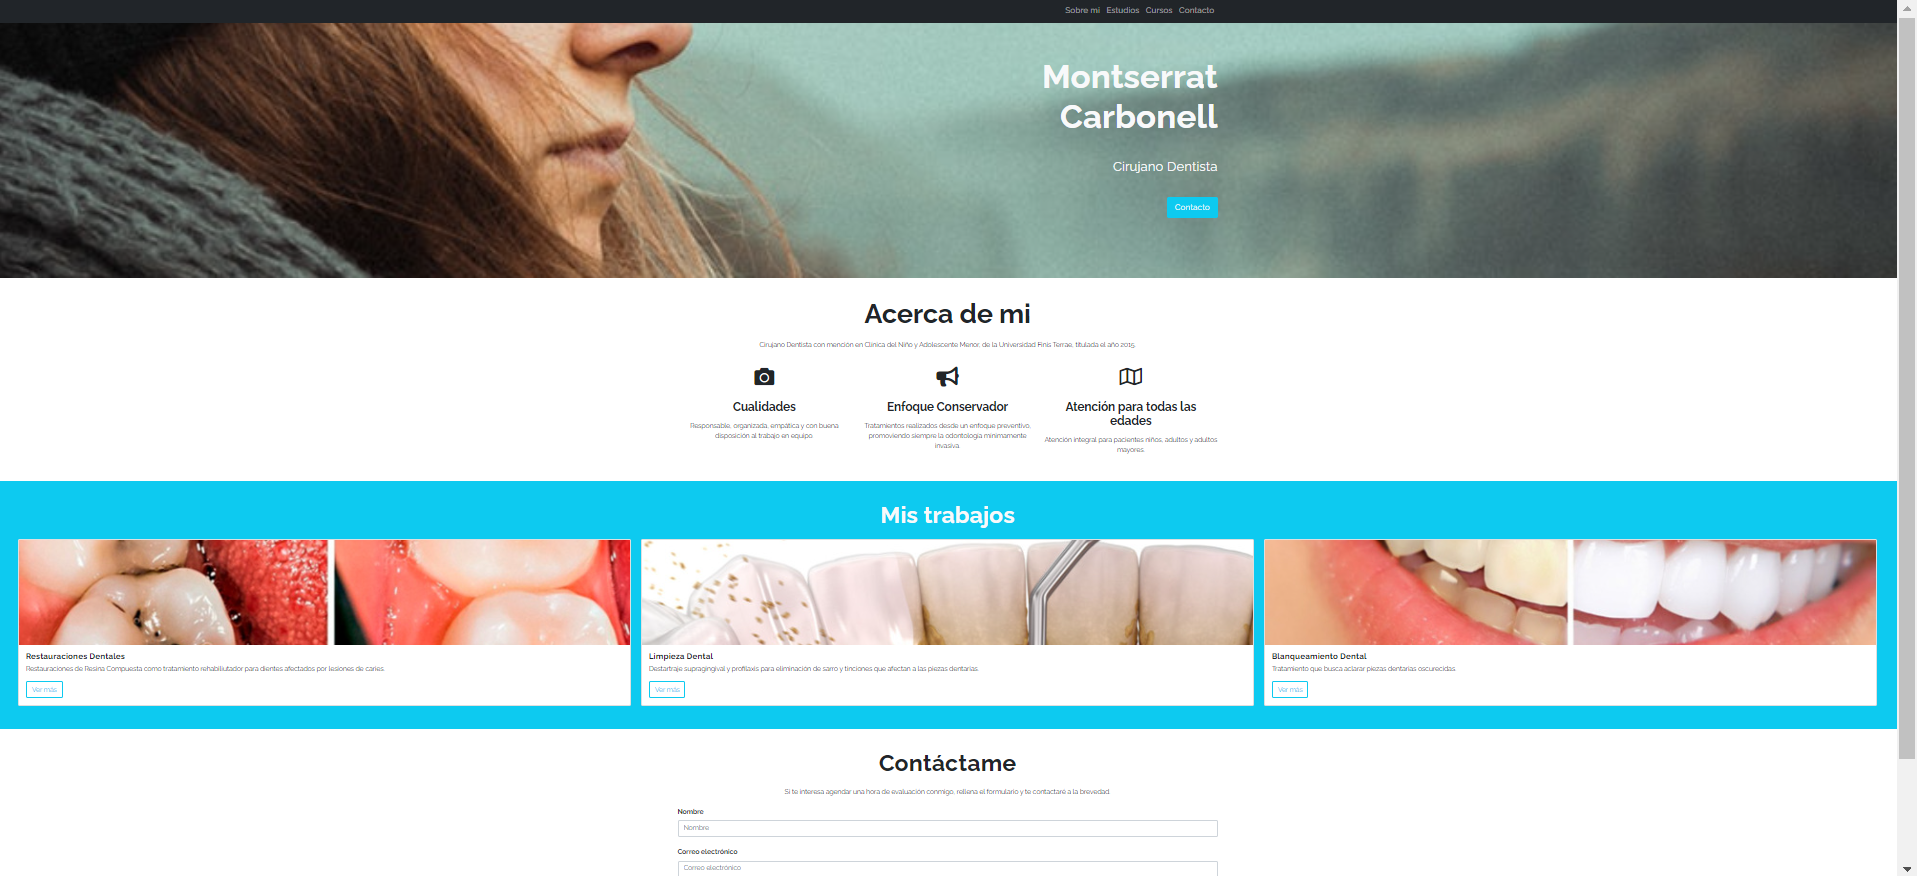 Sobre mi Estudios Cursos Contacto
Montserrat
Carbonell
Cirujano Dentista
Contacto
Acerca de mi
Cirujano Dentista con mención en Clínica del Niño y Adolescente Menor, de la Universidad Finis Terrae, titulada el año 2015.
Cualidades
Responsable, organizada, empática y con buena
disposición al trabajo en equipo.
Enfoque Conservador
Tratamientos realizados desde un enfoque preventivo,
promoviendo siempre la odontología mínimamente
invasiva.
Atención para todas las
edades
Atención integral para pacientes niños, adultos y adultos
mayores.
Mis trabajos
Restauraciones Dentales
Restauraciones de Resina Compuesta como tratamiento rehabiliutador para dientes afectados por lesiones de caries.
Ver más
Limpieza Dental
Destartraje supragingival y profilaxis para eliminación de sarro y tinciones que afectan a las piezas dentarias
Ver más
Blanqueamiento Dental
Tratamiento que busca aclarar piezas dentarias oscurecidas
Ver más
Contáctame
Si te interesa agendar una hora de evaluación conmigo, rellena el formulario y te contactaré a la brevedad.
Nombre
Nombre
Correo electrónico
Correo electrónico